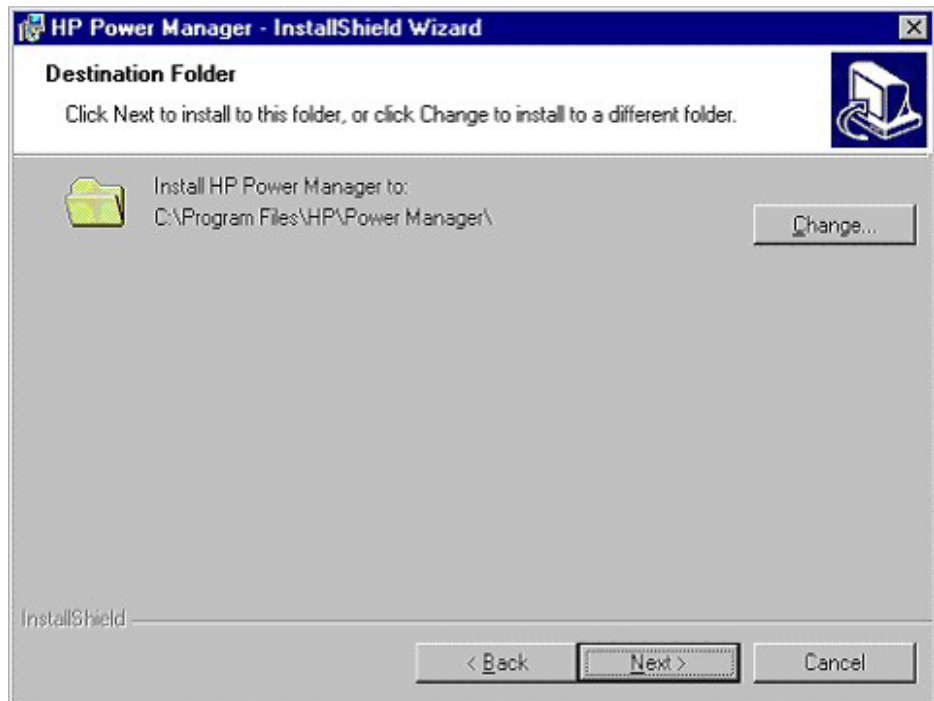 HP Power Manager - InstallShield Wizard
Destination Folder
Click Next to install to this folder, or click Change to install to a different folder.
Install HP Power Manager to:
C:\Program Files\HP\Power Manager\
Change...
InstallShield
< Back
Next >
Cancel